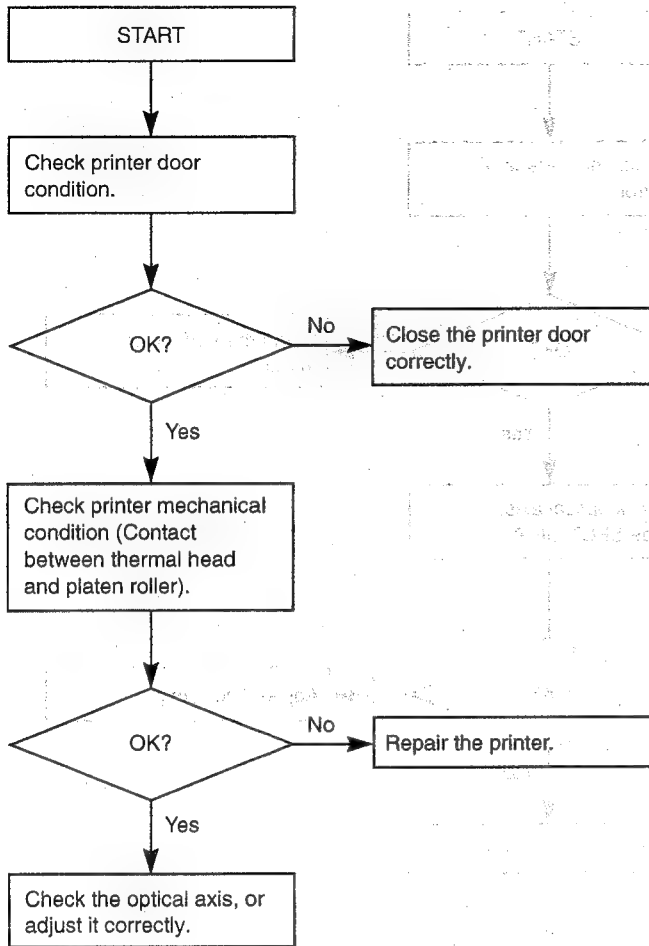 START
Check printer door
condition.
OK?
No
Close the printer door
correctly.
Yes
Check printer mechanical
condition (Contact
between thermal head
and platen roller).
OK?
No
Repair the printer.
Yes
Check the optical axis, or
adjust it correctly.